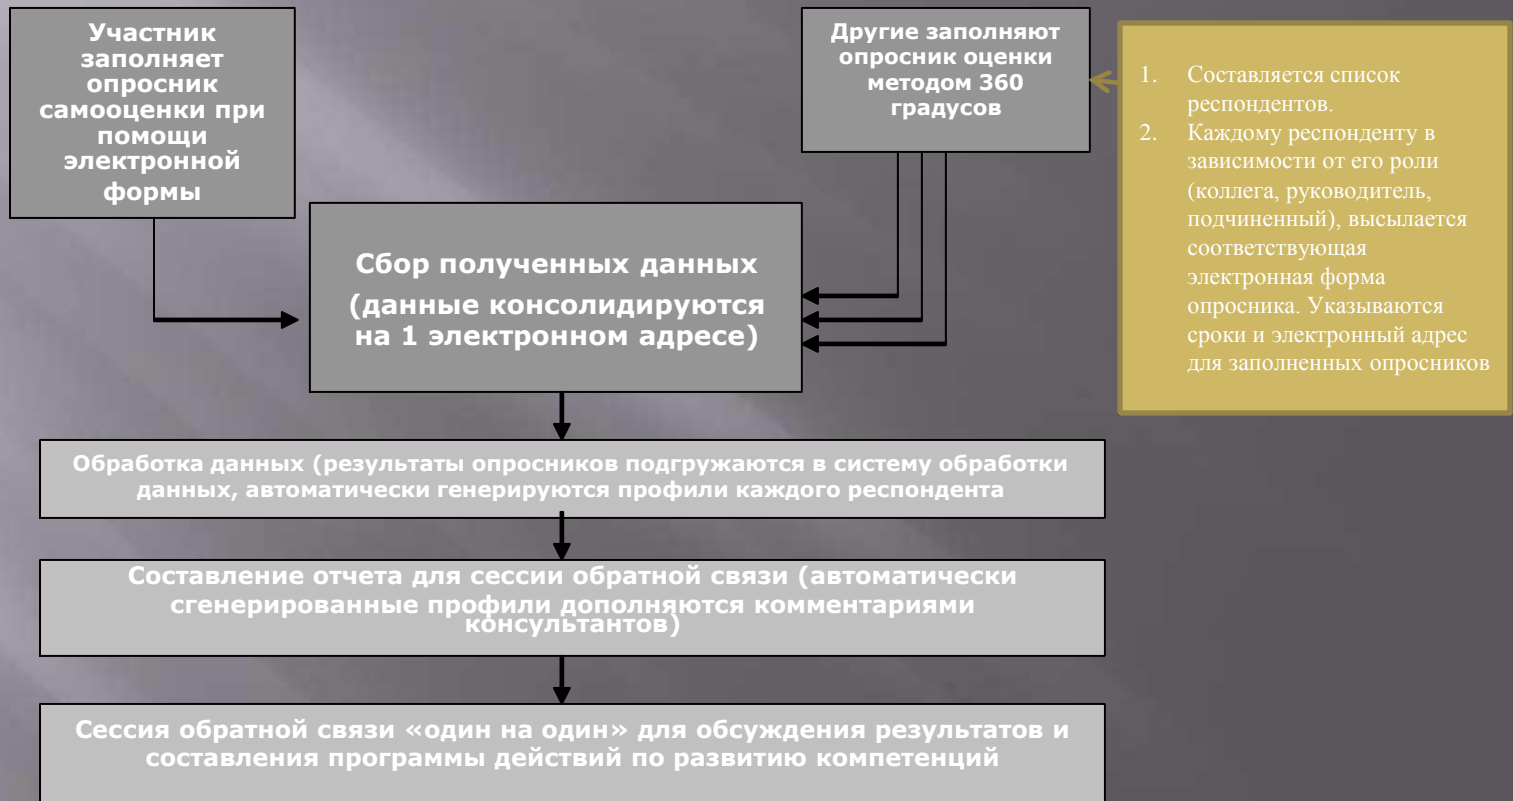 Участник
заполняет
опросник
самооценки при
помощи
электронной
формы
Другие заполняют
опросник оценки
методом 360
градусов
1. Составляется список
респондентов.
2. Каждому респонденту в
зависимости от его роли
(коллега, руководитель,
подчиненный), высылается
соответствующая
электронная форма
опросника. Указываются
сроки и электронный адрес
для заполненных опросников
Сбор полученных данных
(данные консолидируются
на 1 электронном адресе)
Обработка данных (результаты опросников подгружаются в систему обработки
данных, автоматически генерируются профили каждого респондента
Составление отчета для сессии обратной связи (автоматически
сгенерированные профили дополняются комментариями
консультантов)
Сессия обратной связи «один на один» для обсуждения результатов и
составления программы действий по развитию компетенций